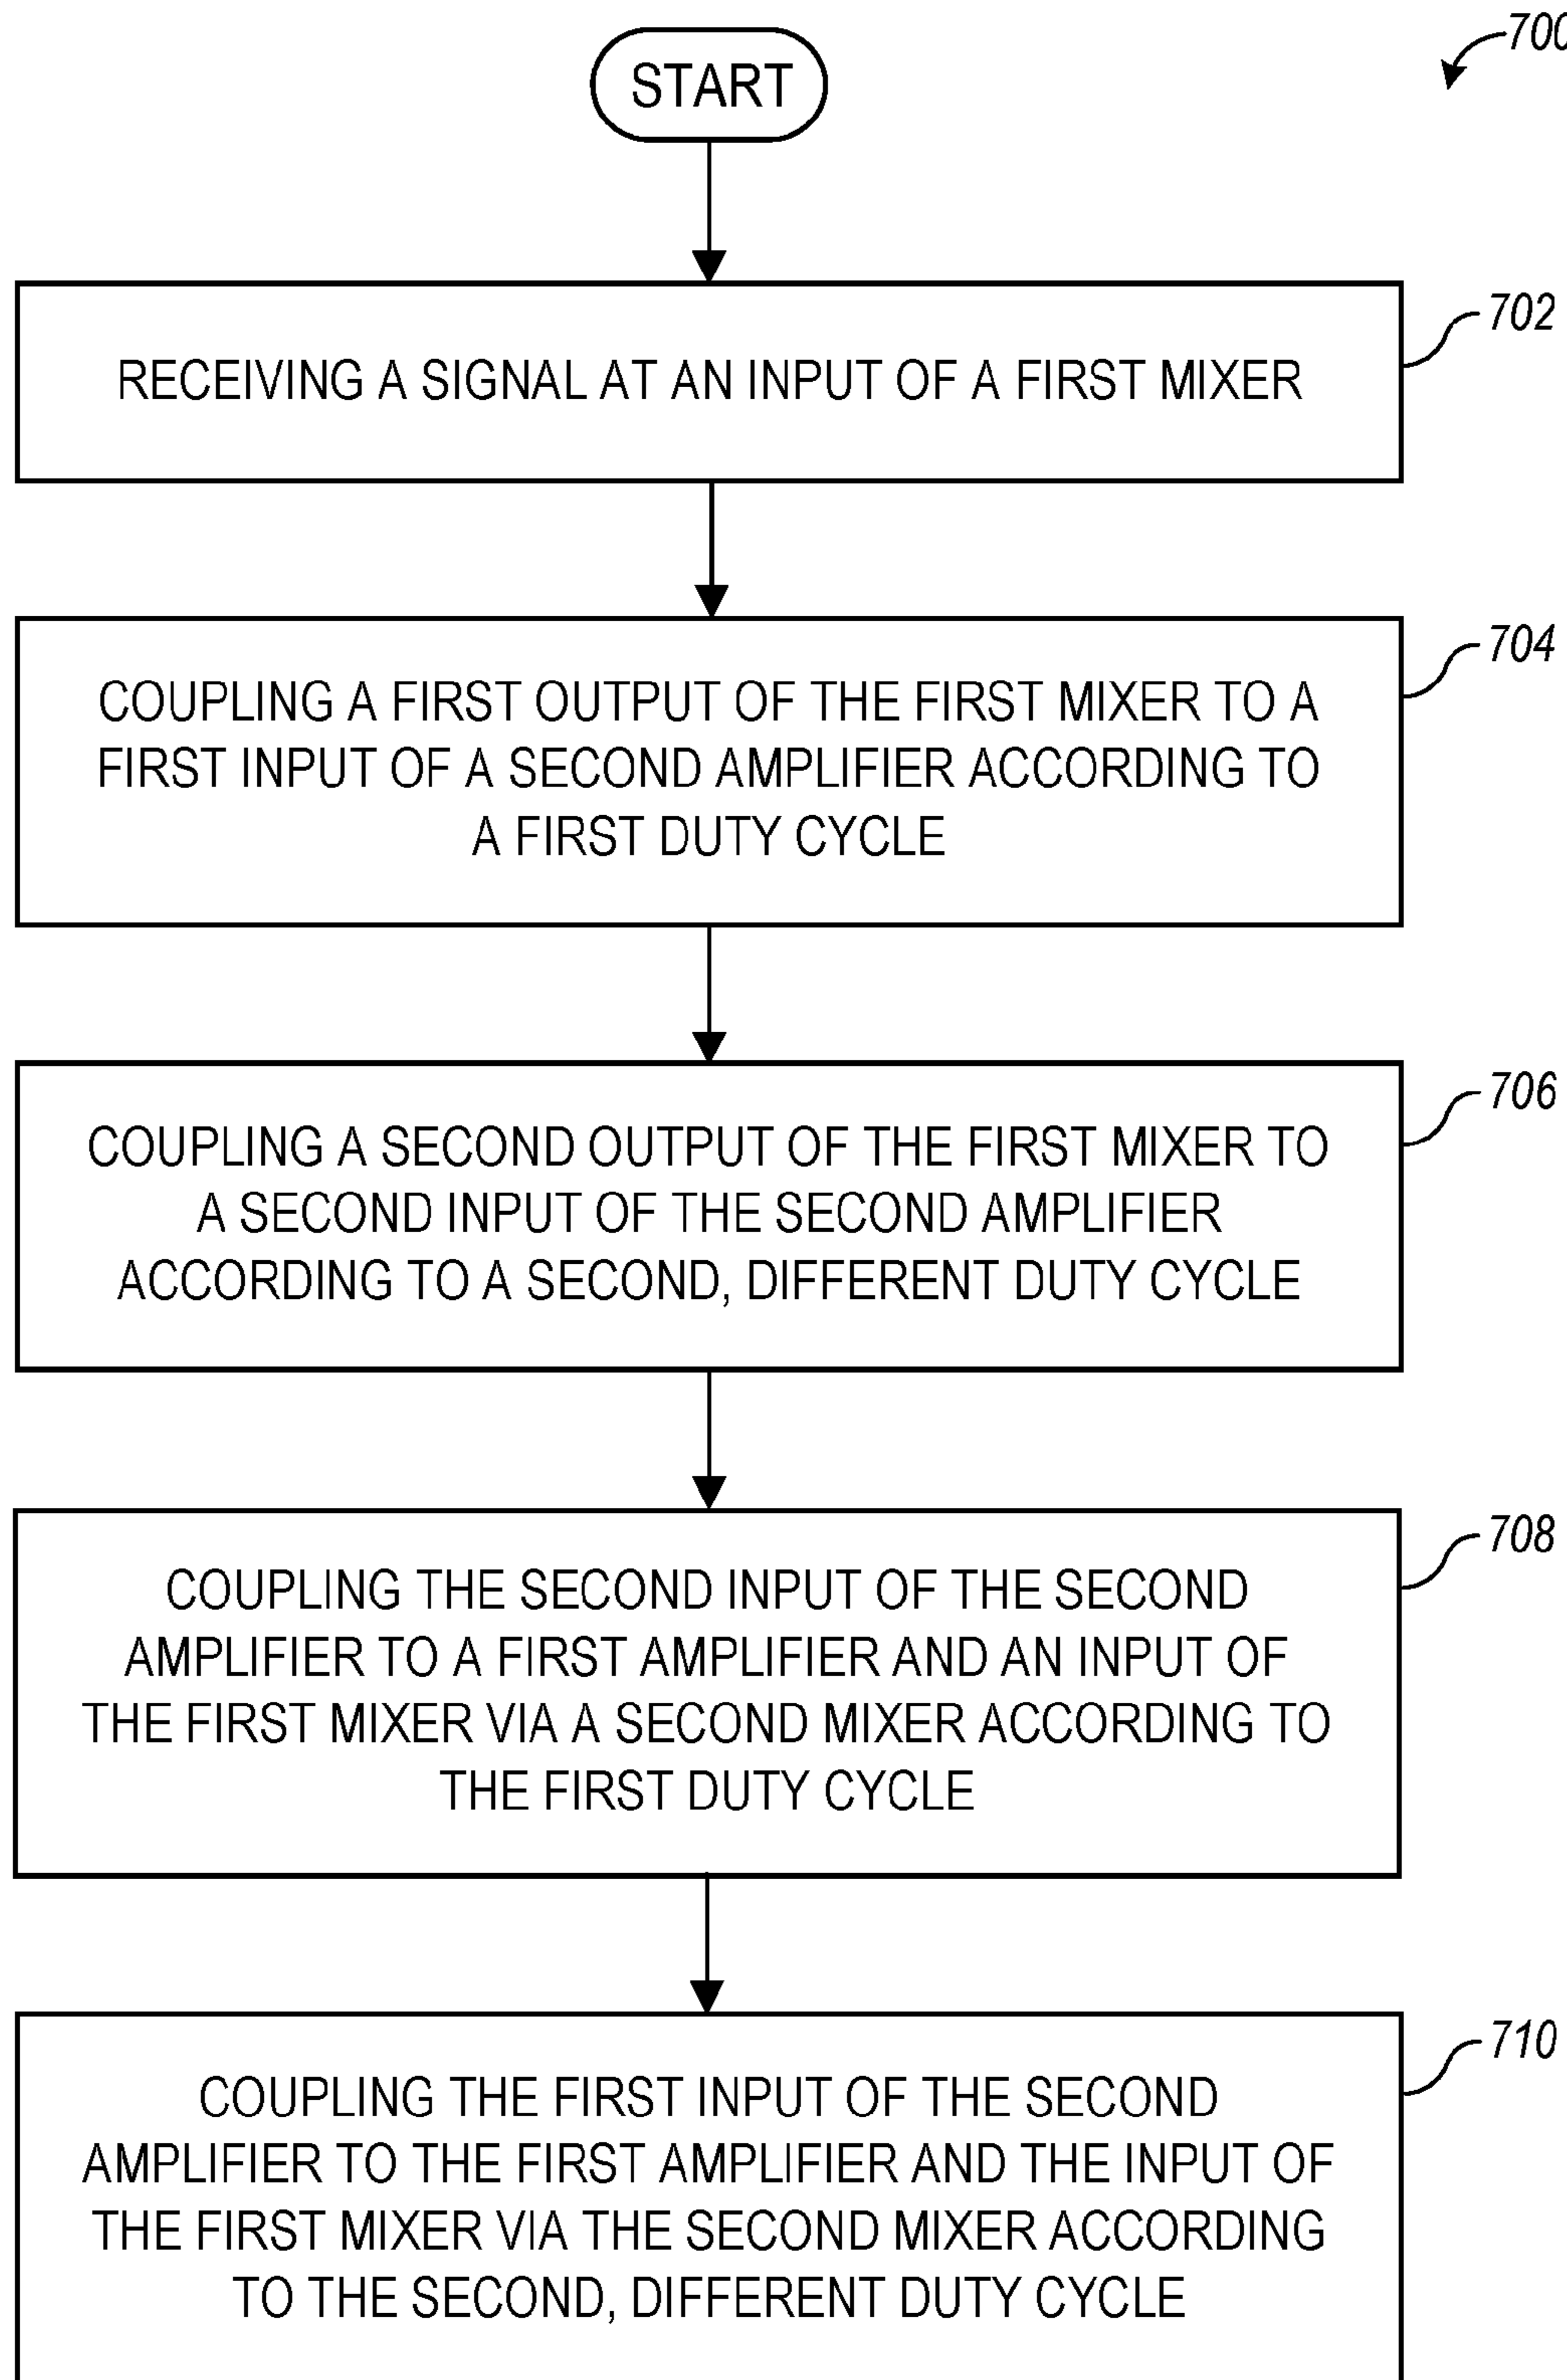 700
START
702
RECEIVING A SIGNAL AT AN INPUT OF A FIRST MIXER
704
COUPLING A FIRST OUTPUT OF THE FIRST MIXER TO A
FIRST INPUT OF A SECOND AMPLIFIER ACCORDING TO
A FIRST DUTY CYCLE
706
COUPLING A SECOND OUTPUT OF THE FIRST MIXER TO
A SECOND INPUT OF THE SECOND AMPLIFIER
ACCORDING TO A SECOND, DIFFERENT DUTY CYCLE
708
COUPLING THE SECOND INPUT OF THE SECOND
AMPLIFIER TO A FIRST AMPLIFIER AND AN INPUT OF
THE FIRST MIXER VIA A SECOND MIXER ACCORDING TO
THE FIRST DUTY CYCLE
710
COUPLING THE FIRST INPUT OF THE SECOND
AMPLIFIER TO THE FIRST AMPLIFIER AND THE INPUT OF
THE FIRST MIXER VIA THE SECOND MIXER ACCORDING
TO THE SECOND, DIFFERENT DUTY CYCLE